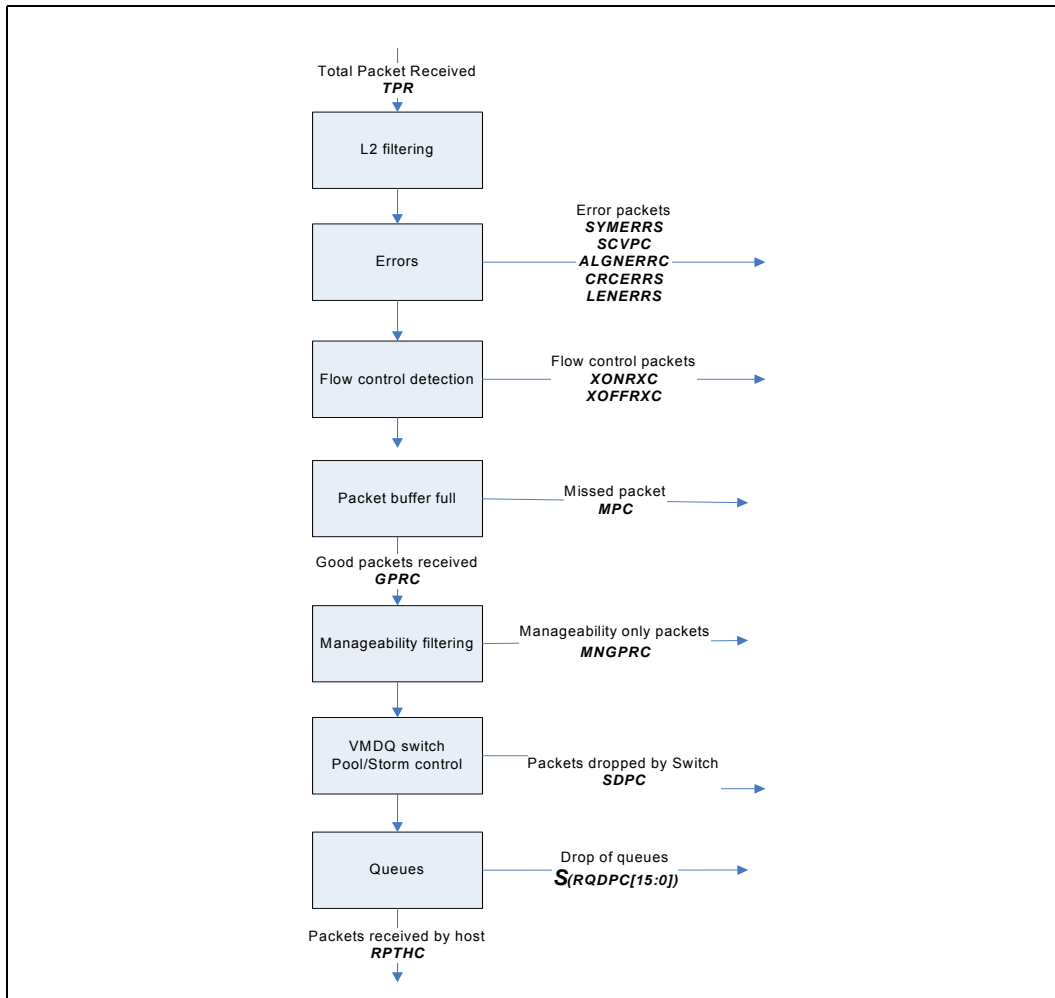 Total Packet Received
TPR
L2 filtering
Errors
Error packets
SYMERRS
SCVPC
ALGNERRC
CRCERRS
LENERRS
Flow control detection
Flow control packets
XONRXC
XOFFRXC
Packet buffer full
Missed packet
MPC
Good packets received
GPRC
Manageability filtering
Manageability only packets
MNGPRC
VMDQ switch
Pool/Storm control
Packets dropped by Switch
SDPC
Queues
Drop of queues
S(RQDPC[15:0])
Packets received by host
RPTHC